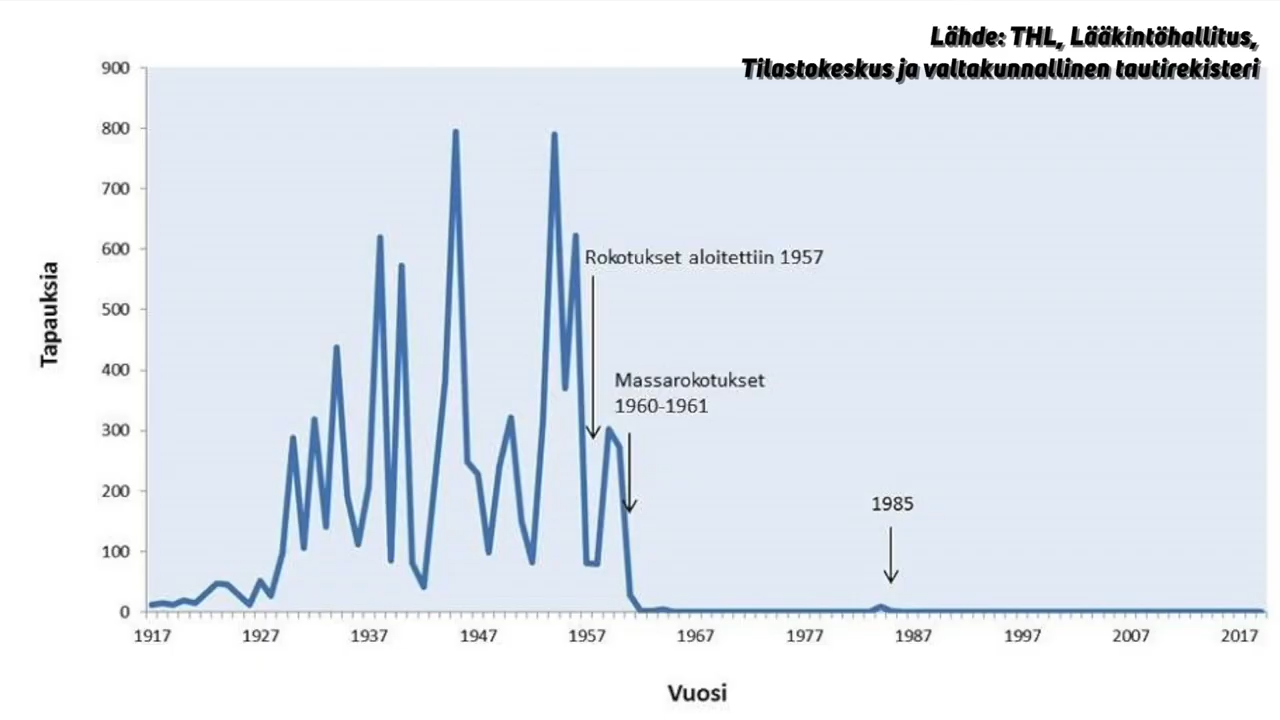 Lähde: THL, Lääkintöhallitus,
Tilastokeskus ja valtakunnallinen tautirekisteri
900
800
700
600
500
400
300
200
100
0
Tapauksia
Rokotukset aloitettiin 1957
Massarokotukset
1960-1961
1985
1917 1927 1937 1947 1957 1967 1977 1987 1997 2007 2017
Vuosi